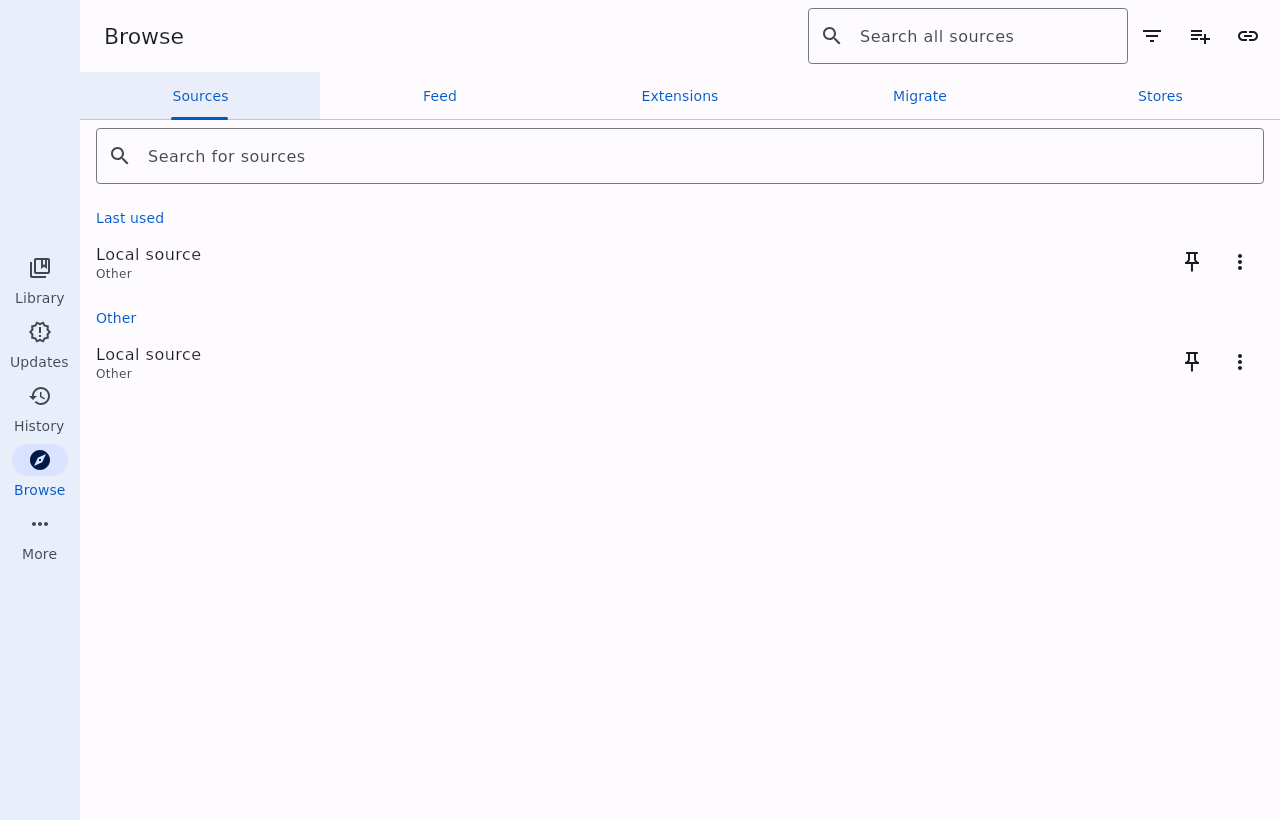 Browse
Search all sources
Sources
Feed
Extensions
Migrate
Stores
Search for sources
Last used
Local source
Other
Other
Local source
Other
Library
Updates
History
Browse
More